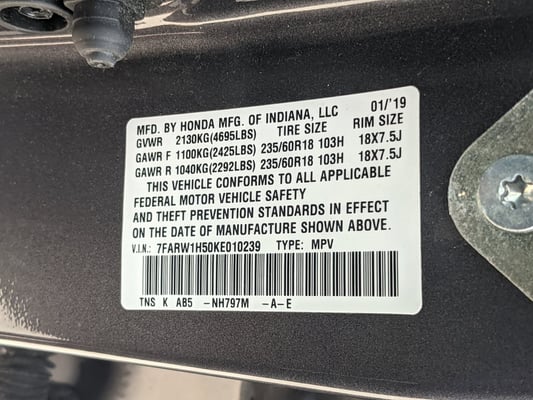 MFD. BY HONDA MFG. OF INDIANA, LLC 01/'19
GVWR 2130KG(4695LBS) TIRE SIZE RIM SIZE
GAWR F 1100KG(2425LBS) 235/60R18 103H 18X7.5J
GAWR R 1040KG(2292LBS) 235/60R18 103H 18X7.5J
THIS VEHICLE CONFORMS TO ALL APPLICABLE
FEDERAL MOTOR VEHICLE SAFETY
AND THEFT PREVENTION STANDARDS IN EFFECT
ON THE DATE OF MANUFACTURE SHOWN ABOVE.
V.I.N.: 7FARW1H50KE010239 TYPE: MPV
TNS K AB5 -NH797M -A-E